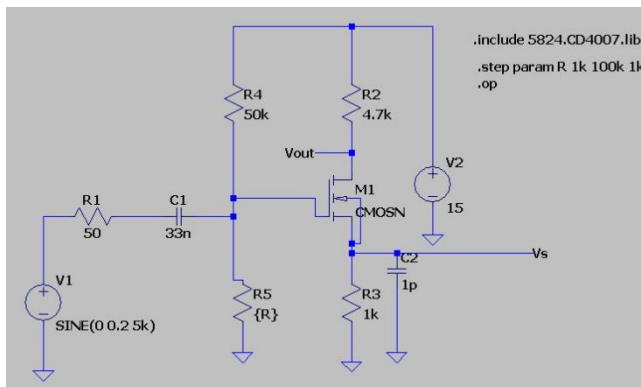 .include 5824.CD4007.lib
.step param R 1k 100k 1k
.op
R4
50k
R2
4.7k
Vout
M1
CMOSN
V2
15
R1
50
C1
33n
Vs
C2
1p
V1
SINE(0 0.2 5k)
R5
{R}
R3
1k